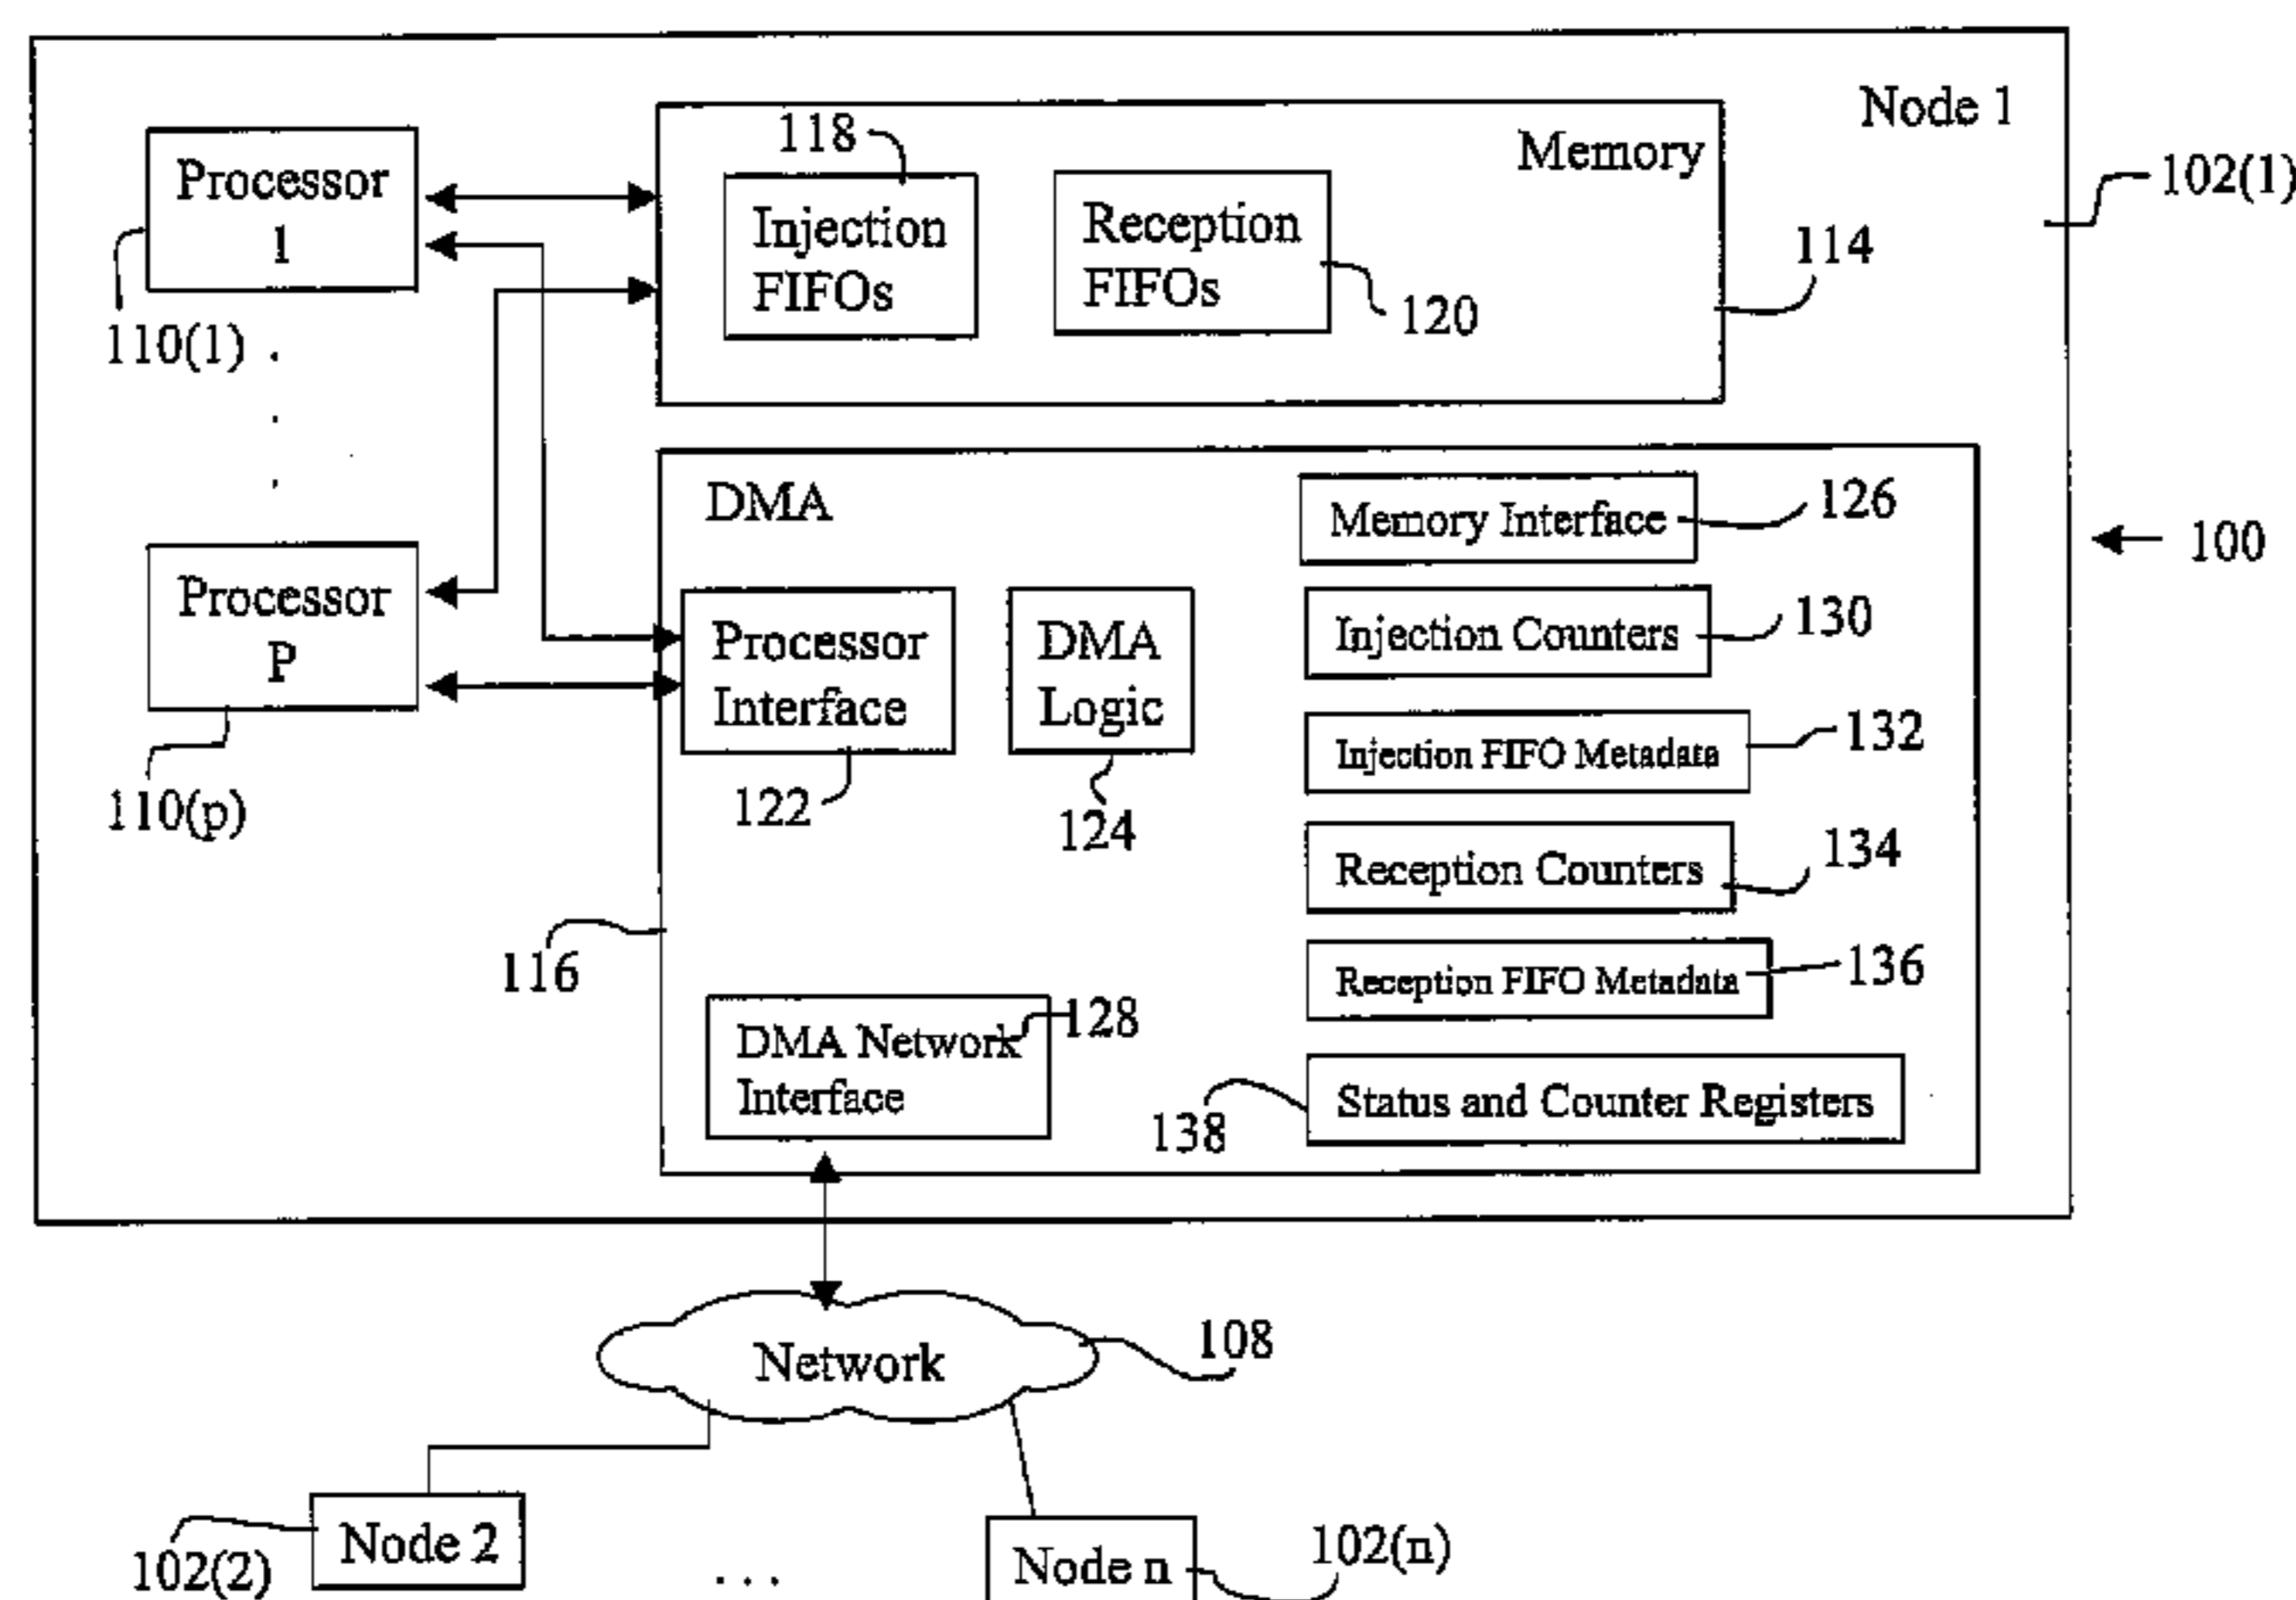 Node 1
102(1)
118
Memory
Processor
1
Injection
FIFOs
Reception
FIFOs
120
114
110(1)
DMA
Memory Interface
126
100
Processor
P
Processor
Interface
DMA
Logic
Injection Counters
130
Injection FIFO Metadata
132
110(p)
122
124
Reception Counters
134
116
Reception FIFO Metadata
136
DMA Network
Interface
128
138
Status and Counter Registers
Network
108
Node 2
102(2)
...
Node n
102(n)